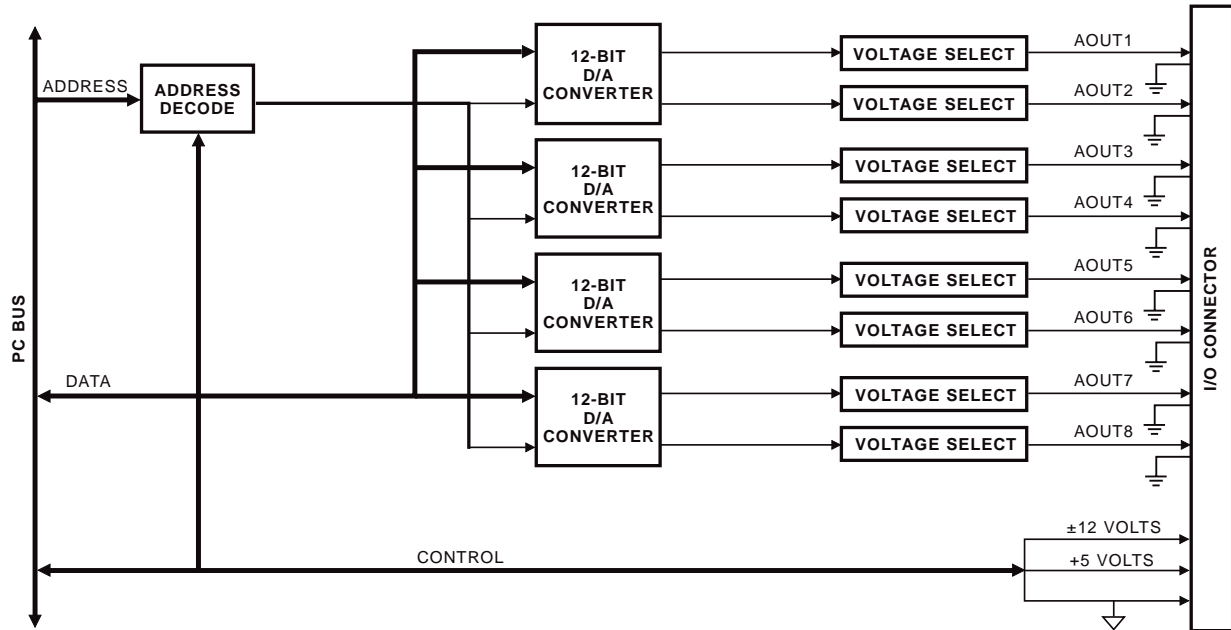 PC BUS
ADDRESS
ADDRESS
DECODE
DATA
CONTROL
12-BIT
D/A
CONVERTER
12-BIT
D/A
CONVERTER
12-BIT
D/A
CONVERTER
12-BIT
D/A
CONVERTER
VOLTAGE SELECT
AOUT1
VOLTAGE SELECT
AOUT2
VOLTAGE SELECT
AOUT3
VOLTAGE SELECT
AOUT4
VOLTAGE SELECT
AOUT5
VOLTAGE SELECT
AOUT6
VOLTAGE SELECT
AOUT7
VOLTAGE SELECT
AOUT8
±12 VOLTS
+5 VOLTS
I/O CONNECTOR